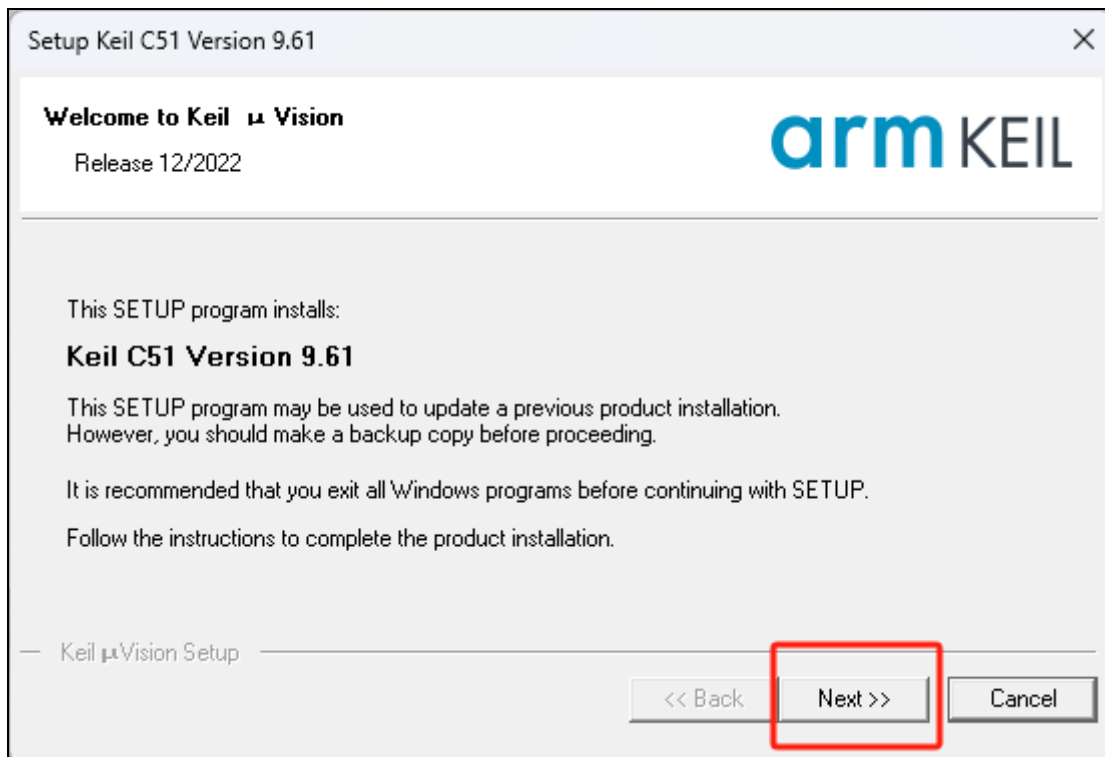 Setup Keil C51 Version 9.61
Welcome to Keil µ Vision
Release 12/2022
arm KEIL
This SETUP program installs:
Keil C51 Version 9.61
This SETUP program may be used to update a previous product installation.
However, you should make a backup copy before proceeding.
It is recommended that you exit all Windows programs before continuing with SETUP.
Follow the instructions to complete the product installation.
Keil µVision Setup
<< Back Next >> Cancel